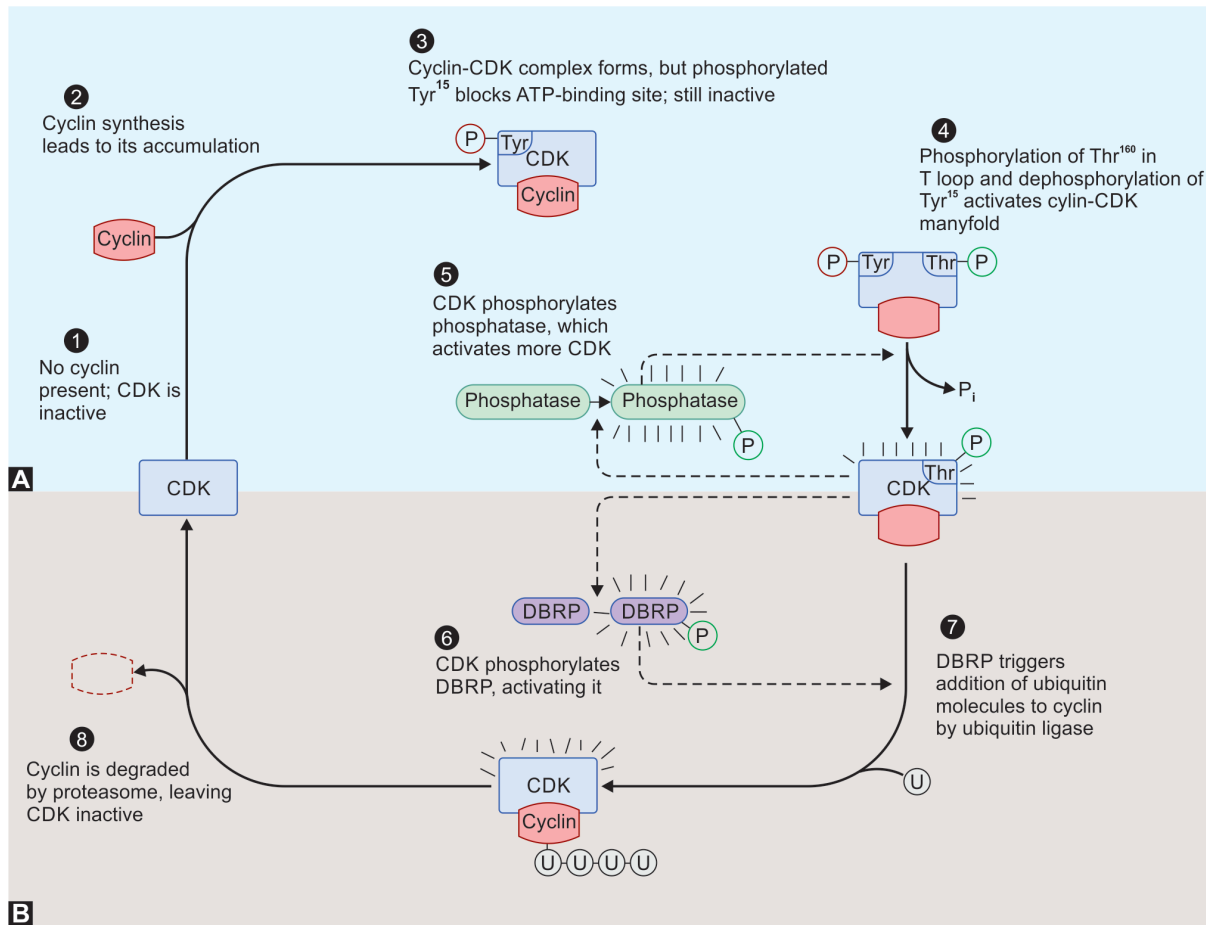 3
Cyclin-CDK complex forms, but phosphorylated
Tyr15 blocks ATP-binding site; still inactive
2
Cyclin synthesis
leads to its accumulation
P
Tyr
CDK
Cyclin
4
Phosphorylation of Thr160 in
T loop and dephosphorylation of
Tyr15 activates cylin-CDK
manyfold
Cyclin
P
Tyr
Thr
P
5
CDK phosphorylates
phosphatase, which
activates more CDK
1
No cyclin
present; CDK is
inactive
Phosphatase
Phosphatase
P
Pi
P
Thr
CDK
A
CDK
DBRP
DBRP
P
6
CDK phosphorylates
DBRP, activating it
7
DBRP triggers
addition of ubiquitin
molecules to cyclin
by ubiquitin ligase
8
Cyclin is degraded
by proteasome, leaving
CDK inactive
CDK
Cyclin
U
U U U U
B